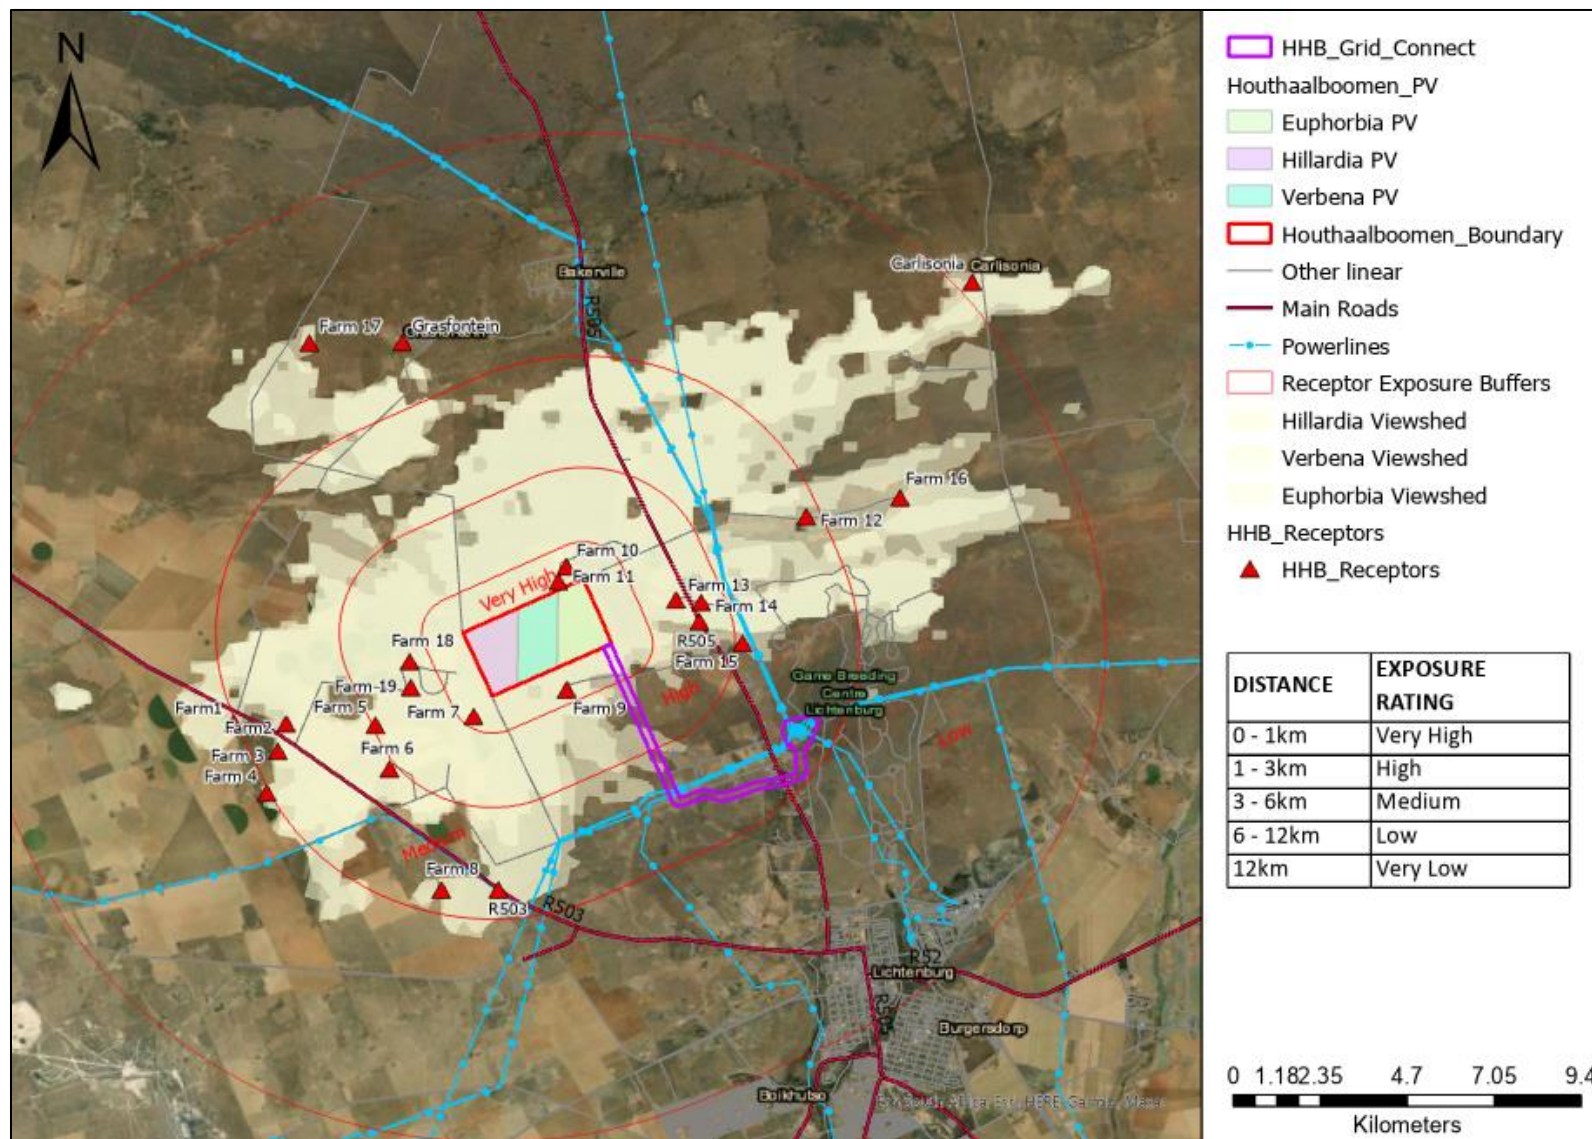 N
HHB_Grid_Connect
Houthaalboomen_PV
Euphorbia PV
Hillardia PV
Verbena PV
Houthaalboomen_Boundary
Other linear
Main Roads
Powerlines
Receptor Exposure Buffers
Hillardia Viewshed
Verbena Viewshed
Euphorbia Viewshed
HHB_Receptors
HHB_Receptors
DISTANCE EXPOSURE RATING
0 - 1km Very High
1 - 3km High
3 - 6km Medium
6 - 12km Low
12km Very Low
0 1.18 2.35 4.7 7.05 9.4
Kilometers
Bakerville
R505
Carlisonia Carlisonia
Farm 17
Grasfontein
Farm 16
Farm 12
Farm 10
Farm 11
Very High
Farm 13
Farm 14
R505
Farm 15
Farm 18
Farm 19
Farm 7
Farm 9
High
Game Breeding
Centre
Lichtenburg
Low
Farm1
Farm2
Farm 3
Farm 4
Farm 5
Farm 6
Medium
Farm 8
R503
R503
R52
Lichtenburg
R505
Burgersdorp
Boikhutso